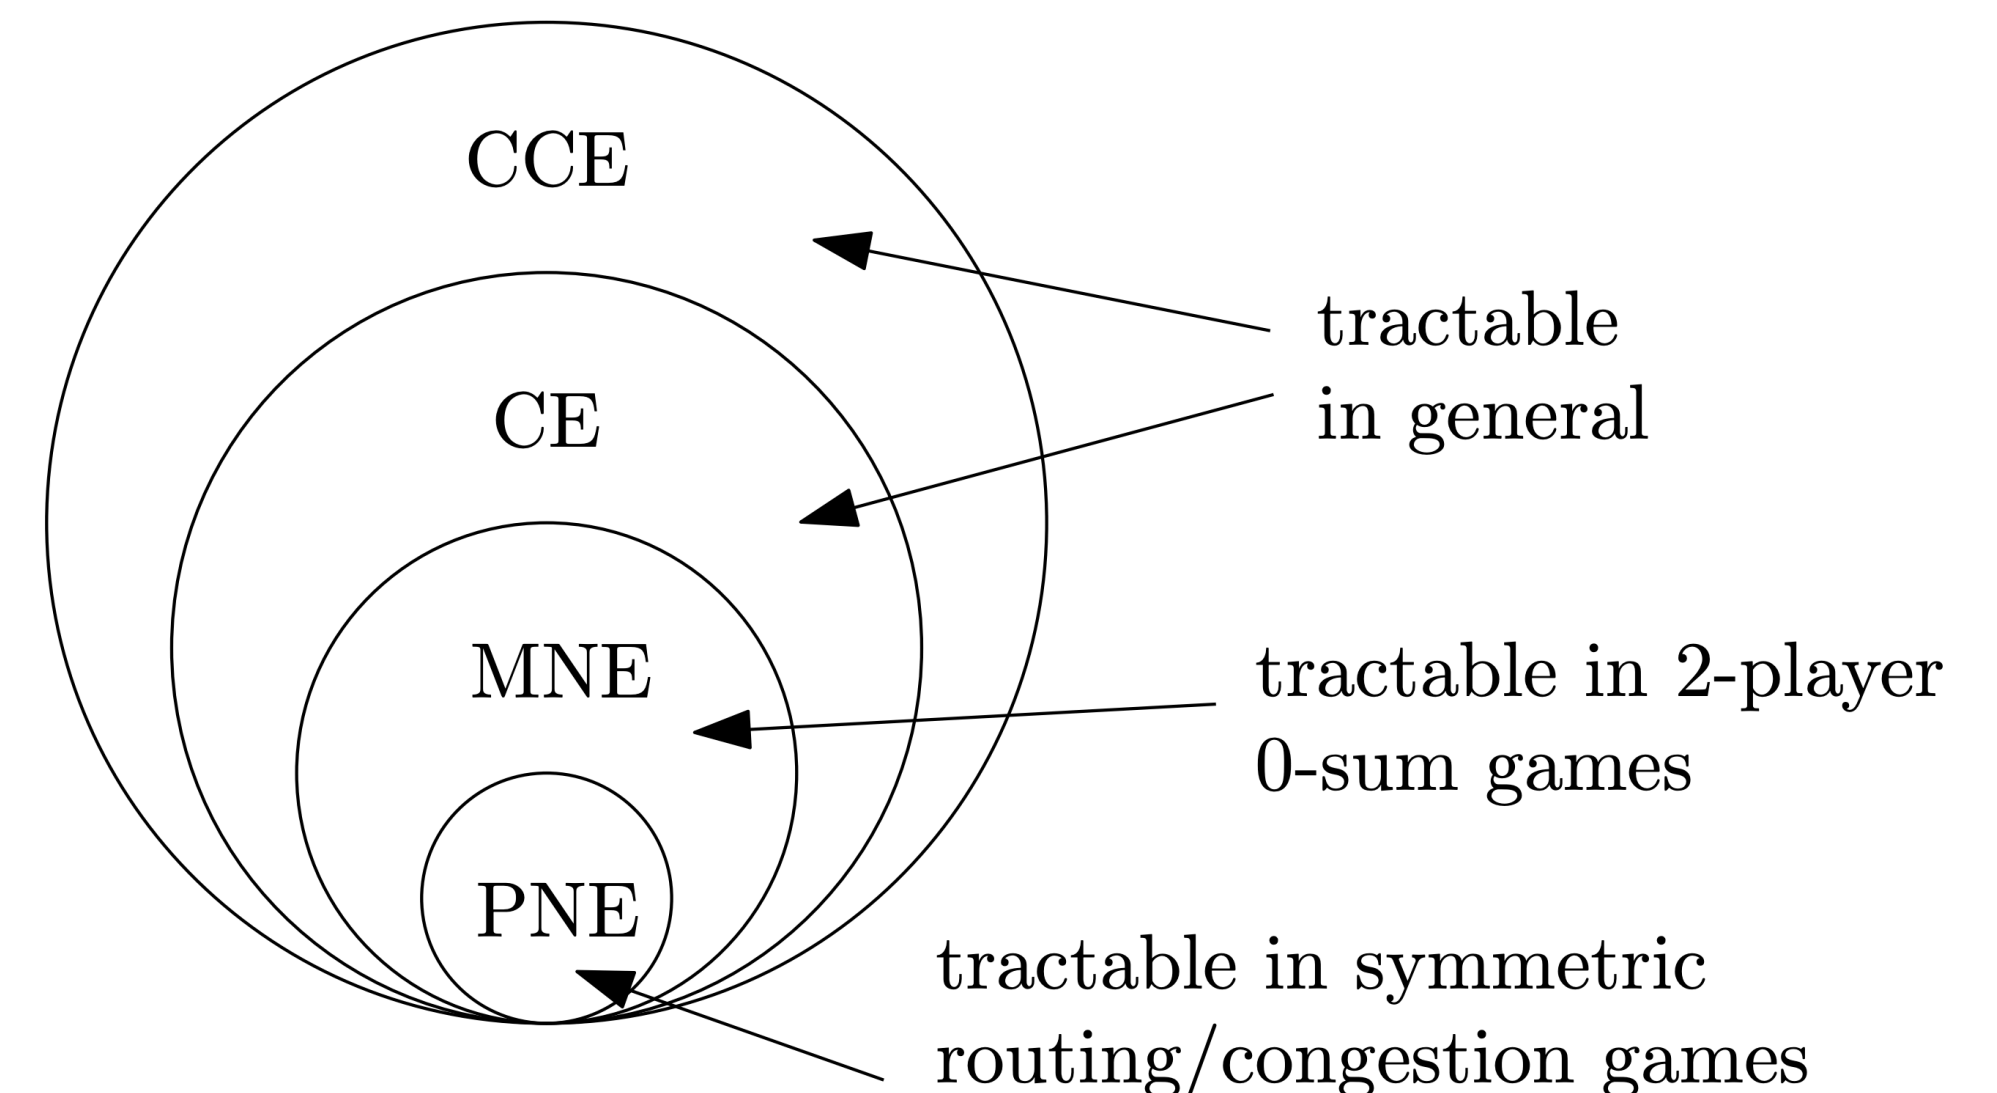 CCE
tractable
in general
CE
MNE
tractable in 2-player
0-sum games
PNE
tractable in symmetric
routing/congestion games